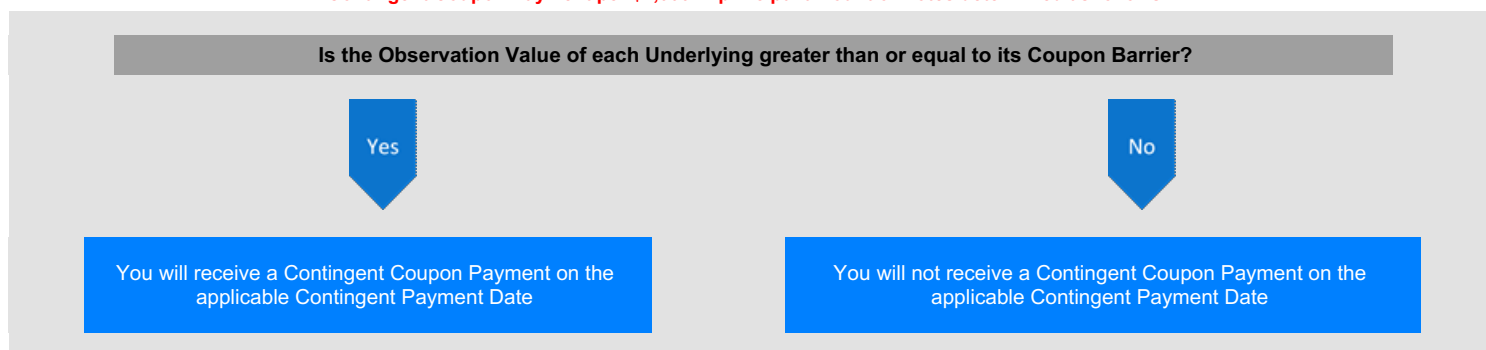 Is the Observation Value of each Underlying greater than or equal to its Coupon Barrier?
Yes
No
You will receive a Contingent Coupon Payment on the
applicable Contingent Payment Date
You will not receive a Contingent Coupon Payment on the
applicable Contingent Payment Date